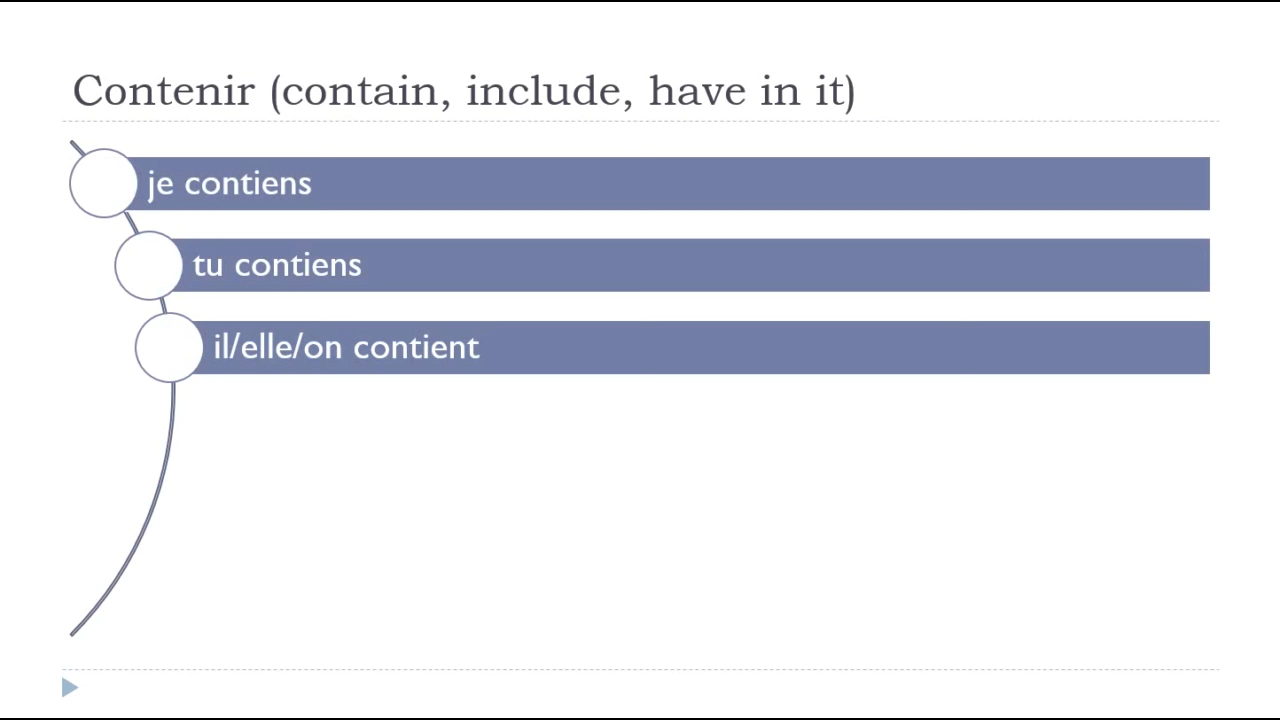 Contenir (contain, include, have in it)
je contiens
tu contiens
il/elle/on contient